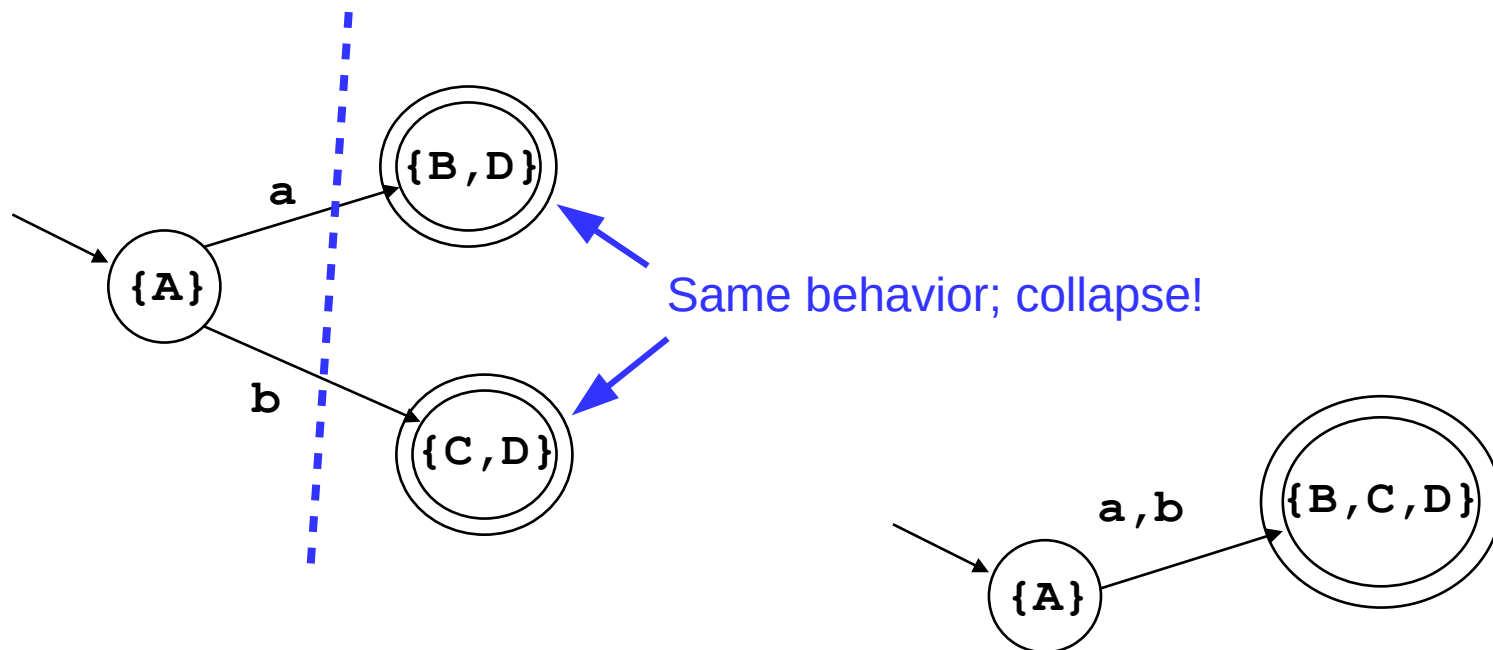 {B,D}
a
{A}
Same behavior; collapse!
b
{C,D}
a,b
{B,C,D}
{A}